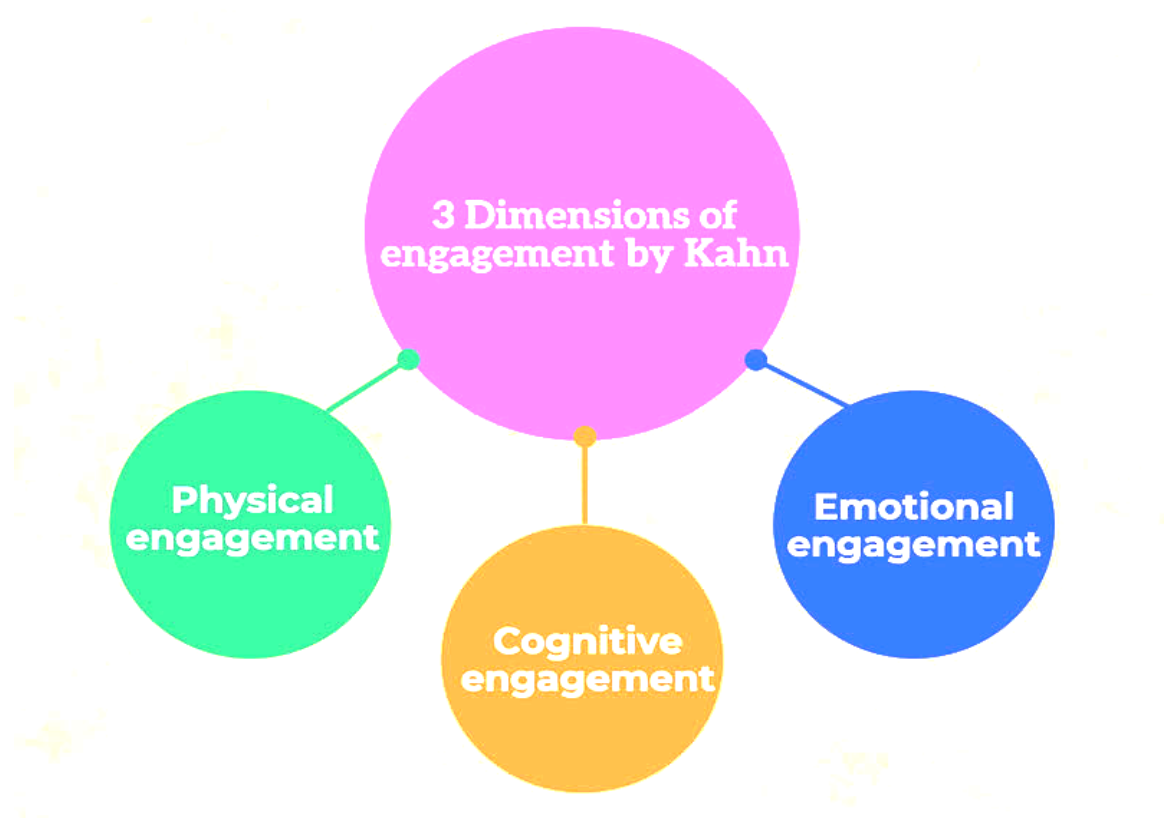 3 Dimensions of
engagement by Kahn
Physical
engagement
Cognitive
engagement
Emotional
engagement